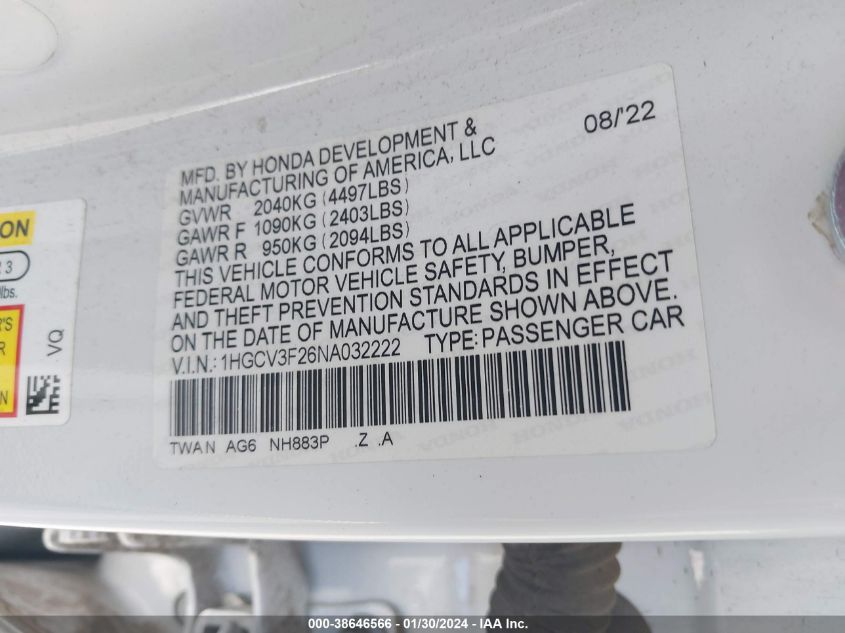 08/'22
MFD. BY HONDA DEVELOPMENT &
MANUFACTURING OF AMERICA, LLC
GVWR 2040KG (4497LBS)
GAWR F 1090KG (2403LBS)
GAWR R 950KG (2094LBS)
THIS VEHICLE CONFORMS TO ALL APPLICABLE
FEDERAL MOTOR VEHICLE SAFETY, BUMPER,
AND THEFT PREVENTION STANDARDS IN EFFECT
ON THE DATE OF MANUFACTURE SHOWN ABOVE.
V.I.N.: 1HGCV3F26NA032222 TYPE: PASSENGER CAR
TWAN AG6 NH883P .Z .A
ON
3
lbs.
'S
R
N
VQ
000-38646566 - 01/30/2024 - IAA Inc.